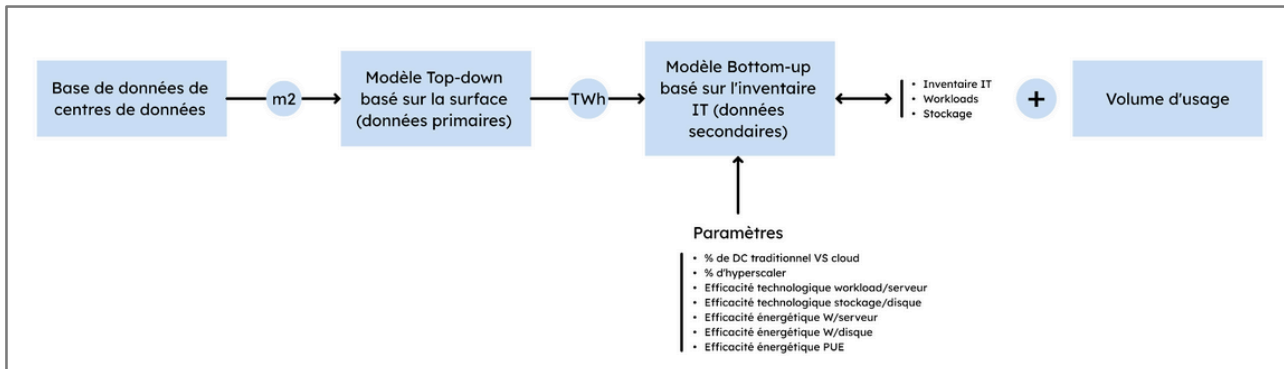 Base de données de
centres de données
m2
Modèle Top-down
basé sur la surface
(données primaires)
TWh
Modèle Bottom-up
basé sur l'inventaire
IT (données
secondaires)
• Inventaire IT
• Workloads
• Stockage
+
Volume d'usage
Paramètres
• % de DC traditionnel VS cloud
• % d'hyperscaler
• Efficacité technologique workload/serveur
• Efficacité technologique stockage/disque
• Efficacité énergétique W/serveur
• Efficacité énergétique W/disque
• Efficacité énergétique PUE